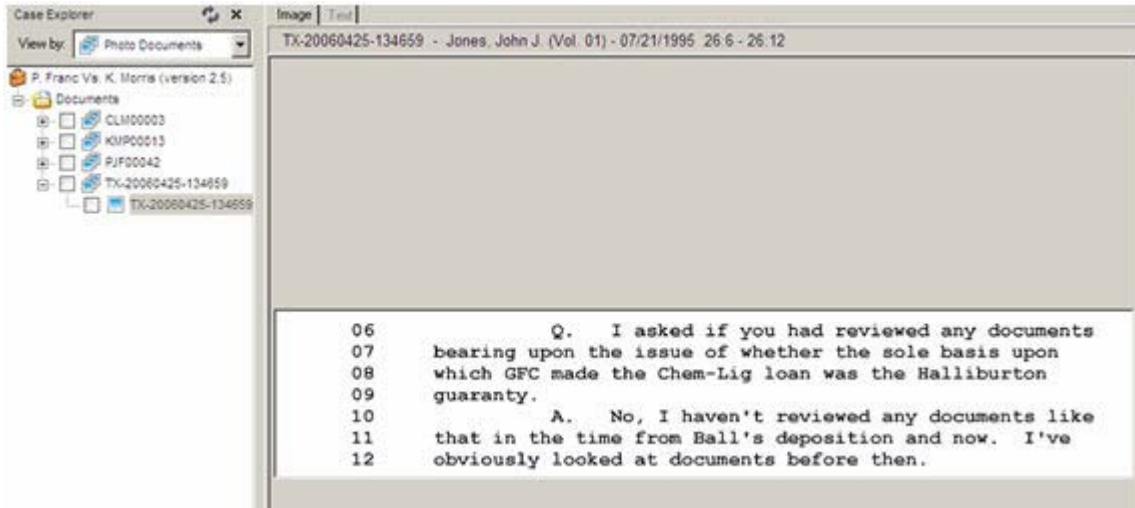 Case Explorer
Image Text
View by: Photo Documents
TX-20060425-134659 - Jones, John J. (Vol. 01) - 07/21/1995 26:6 - 26:12
P. Franc Vs. K. Morris (version 2.5)
Documents
CLM00003
KMP00013
PJF00042
TX-20060425-134659
TX-20060425-134659
06 Q. I asked if you had reviewed any documents
07 bearing upon the issue of whether the sole basis upon
08 which GFC made the Chem-Lig loan was the Halliburton
09 guaranty.
10 A. No, I haven't reviewed any documents like
11 that in the time from Ball's deposition and now. I've
12 obviously looked at documents before then.